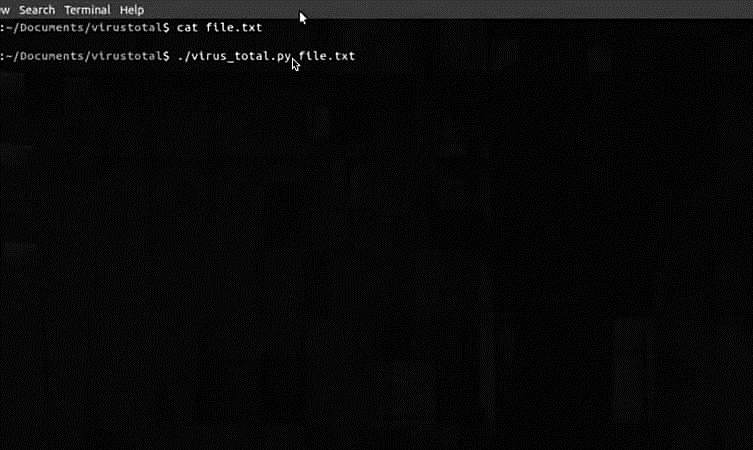 w Search Terminal Help
:~/Documents/virustotal$ cat file.txt
:~/Documents/virustotal$ ./virus_total.py file.txt